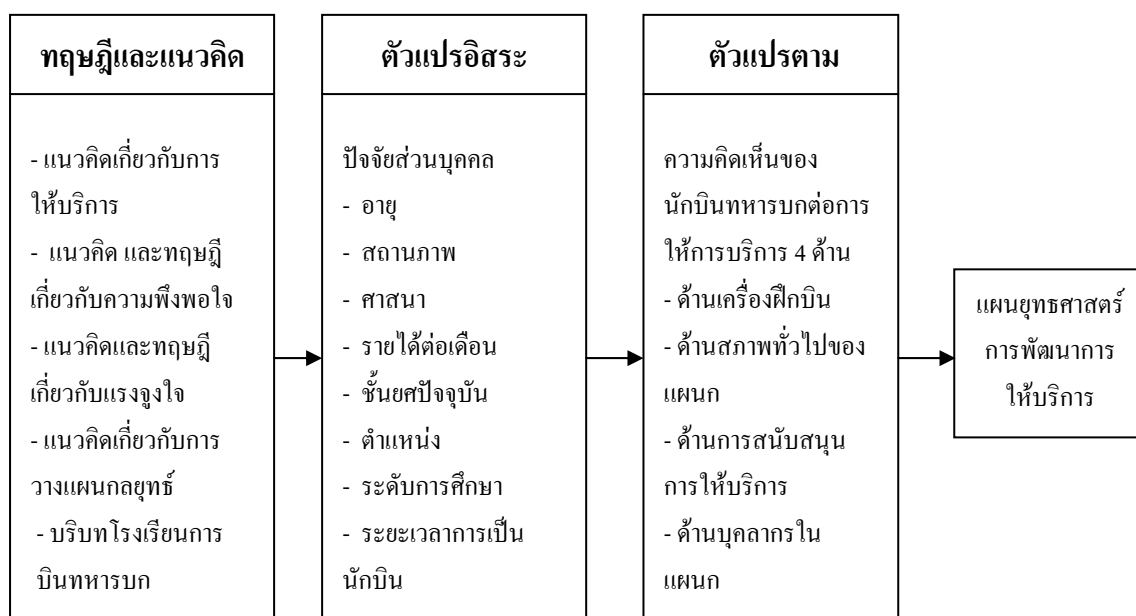 ทฤษฎีและแนวคิด
- แนวคิดเกี่ยวกับการ
ให้บริการ
- แนวคิด และทฤษฎี
เกี่ยวกับความพึงพอใจ
- แนวคิดและทฤษฎี
เกี่ยวกับแรงจูงใจ
- แนวคิดเกี่ยวกับการ
วางแผนกลยุทธ์
- บริบทโรงเรียนการ
บินทหารบก
ตัวแปรอิสระ
ปัจจัยส่วนบุคคล
- อายุ
- สถานภาพ
- ศาสนา
- รายได้ต่อเดือน
- ชั้นยศปัจจุบัน
- ตำแหน่ง
- ระดับการศึกษา
- ระยะเวลาการเป็น
นักบิน
ตัวแปรตาม
ความคิดเห็นของ
นักบินทหารบกต่อการ
ให้การบริการ 4 ด้าน
- ด้านเครื่องฝึกบิน
- ด้านสภาพทั่วไปของ
แผนก
- ด้านการสนับสนุน
การให้บริการ
- ด้านบุคลากรใน
แผนก
แผนยุทธศาสตร์
การพัฒนาการ
ให้บริการ